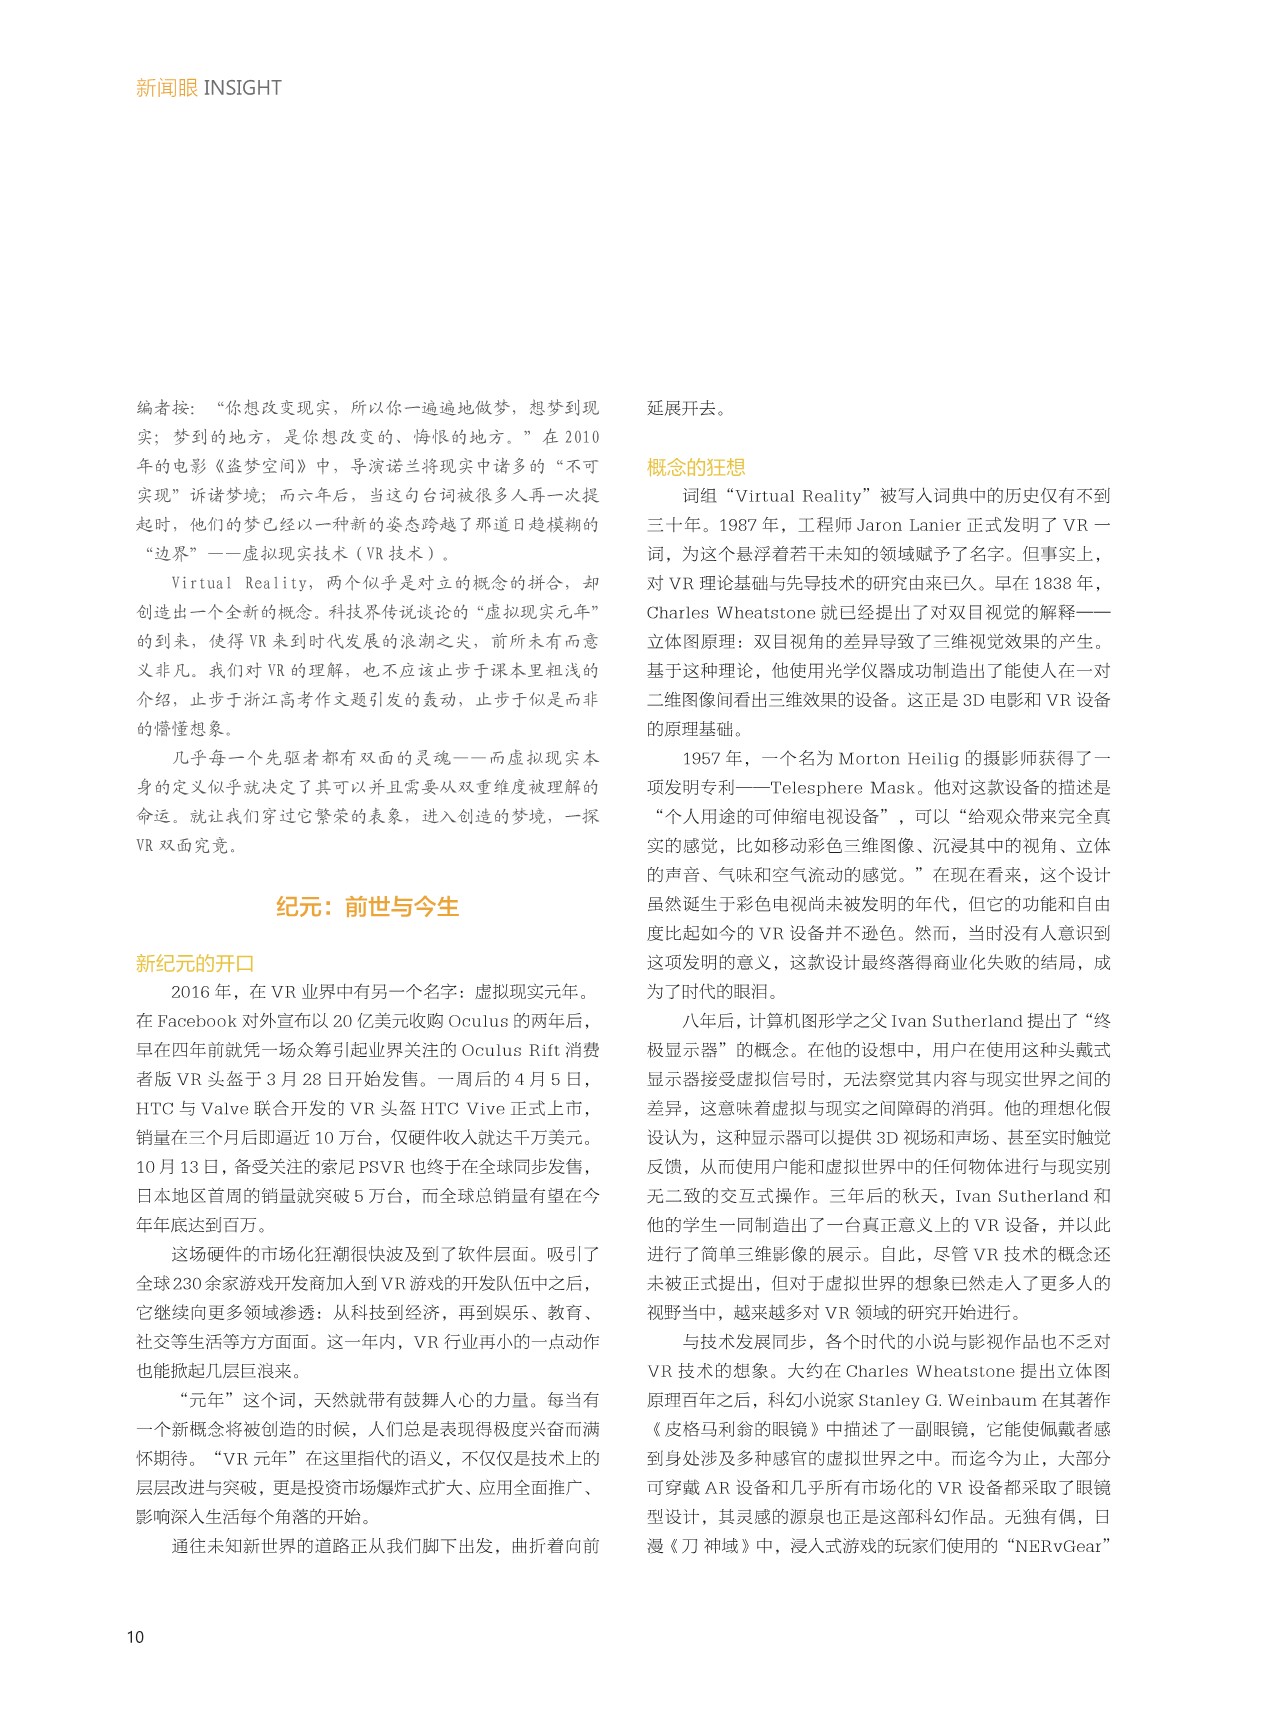 新闻眼 INSIGHT
编者按：“你想改变现实，所以你一遍遍地做梦，想梦到现
实；梦到的地方，是你想改变的、悔恨的地方。”在 2010
年的电影《盗梦空间》中，导演诺兰将现实中诸多的“不可
实现”诉诸梦境；而六年后，当这句台词被很多人再一次提
起时，他们的梦已经以一种新的姿态跨越了那道日趋模糊的
“边界”——虚拟现实技术（VR 技术）。
Virtual Reality，两个似乎是对立的概念的拼合，却
创造出一个全新的概念。科技界传说谈论的“虚拟现实元年”
的到来，使得 VR 来到时代发展的浪潮之尖，前所未有而意
义非凡。我们对 VR 的理解，也不应该止步于课本里粗浅的
介绍，止步于浙江高考作文题引发的轰动，止步于似是而非
的懵懂想象。
几乎每一个先驱者都有双面的灵魂——而虚拟现实本
身的定义似乎就决定了其可以并且需要从双重维度被理解的
命运。就让我们穿过它繁荣的表象，进入创造的梦境，一探
VR 双面究竟。
纪元：前世与今生
新纪元的开口
2016 年，在 VR 业界中有另一个名字：虚拟现实元年。
在 Facebook 对外宣布以 20 亿美元收购 Oculus 的两年后，
早在四年前就凭一场众筹引起业界关注的 Oculus Rift 消费
者版 VR 头盔于 3 月 28 日开始发售。一周后的 4 月 5 日，
HTC 与 Valve 联合开发的 VR 头盔 HTC Vive 正式上市，
销量在三个月后即逼近 10 万台，仅硬件收入就达千万美元。
10 月 13 日，备受关注的索尼 PSVR 也终于在全球同步发售，
日本地区首周的销量就突破 5 万台，而全球总销量有望在今
年年底达到百万。
这场硬件的市场化狂潮很快波及到了软件层面。吸引了
全球 230 余家游戏开发商加入到 VR 游戏的开发队伍中之后，
它继续向更多领域渗透：从科技到经济，再到娱乐、教育、
社交等生活等方方面面。这一年内，VR 行业再小的一点动作
也能掀起几层巨浪来。
“元年”这个词，天然就带有鼓舞人心的力量。每当有
一个新概念将被创造的时候，人们总是表现得极度兴奋而满
怀期待。“VR 元年”在这里指代的语义，不仅仅是技术上的
层层改进与突破，更是投资市场爆炸式扩大、应用全面推广、
影响深入生活每个角落的开始。
通往未知新世界的道路正从我们脚下出发，曲折着向前
延展开去。
概念的狂想
词组“Virtual Reality”被写入词典中的历史仅有不到
三十年。1987 年，工程师 Jaron Lanier 正式发明了 VR 一
词，为这个悬浮着若干未知的领域赋予了名字。但事实上，
对 VR 理论基础与先导技术的研究由来已久。早在 1838 年，
Charles Wheatstone 就已经提出了对双目视觉的解释——
立体图原理：双目视角的差异导致了三维视觉效果的产生。
基于这种理论，他使用光学仪器成功制造出了能使人在一对
二维图像间看出三维效果的设备。这正是 3D 电影和 VR 设备
的原理基础。
1957 年，一个名为 Morton Heilig 的摄影师获得了一
项发明专利——Telesphere Mask。他对这款设备的描述是
“个人用途的可伸缩电视设备”，可以“给观众带来完全真
实的感觉，比如移动彩色三维图像、沉浸其中的视角、立体
的声音、气味和空气流动的感觉。”在现在看来，这个设计
虽然诞生于彩色电视尚未被发明的年代，但它的功能和自由
度比起如今的 VR 设备并不逊色。然而，当时没有人意识到
这项发明的意义，这款设计最终落得商业化失败的结局，成
为了时代的眼泪。
八年后，计算机图形学之父 Ivan Sutherland 提出了“终
极显示器”的概念。在他的设想中，用户在使用这种头戴式
显示器接受虚拟信号时，无法察觉其内容与现实世界之间的
差异，这意味着虚拟与现实之间障碍的消弭。他的理想化假
设认为，这种显示器可以提供 3D 视场和声场、甚至实时触觉
反馈，从而使用户能和虚拟世界中的任何物体进行与现实别
无二致的交互式操作。三年后的秋天，Ivan Sutherland 和
他的学生一同制造出了一台真正意义上的 VR 设备，并以此
进行了简单三维影像的展示。自此，尽管 VR 技术的概念还
未被正式提出，但对于虚拟世界的想象已然走入了更多人的
视野当中，越来越多对 VR 领域的研究开始进行。
与技术发展同步，各个时代的小说与影视作品也不乏对
VR 技术的想象。大约在 Charles Wheatstone 提出立体图
原理百年之后，科幻小说家 Stanley G. Weinbaum 在其著作
《皮格马利翁的眼镜》中描述了一副眼镜，它能使佩戴者感
到身处涉及多种感官的虚拟世界之中。而迄今为止，大部分
可穿戴 AR 设备和几乎所有市场化的 VR 设备都采取了眼镜
型设计，其灵感的源泉也正是这部科幻作品。无独有偶，日
漫《刀 神域》中，浸入式游戏的玩家们使用的“NERvGear”
10